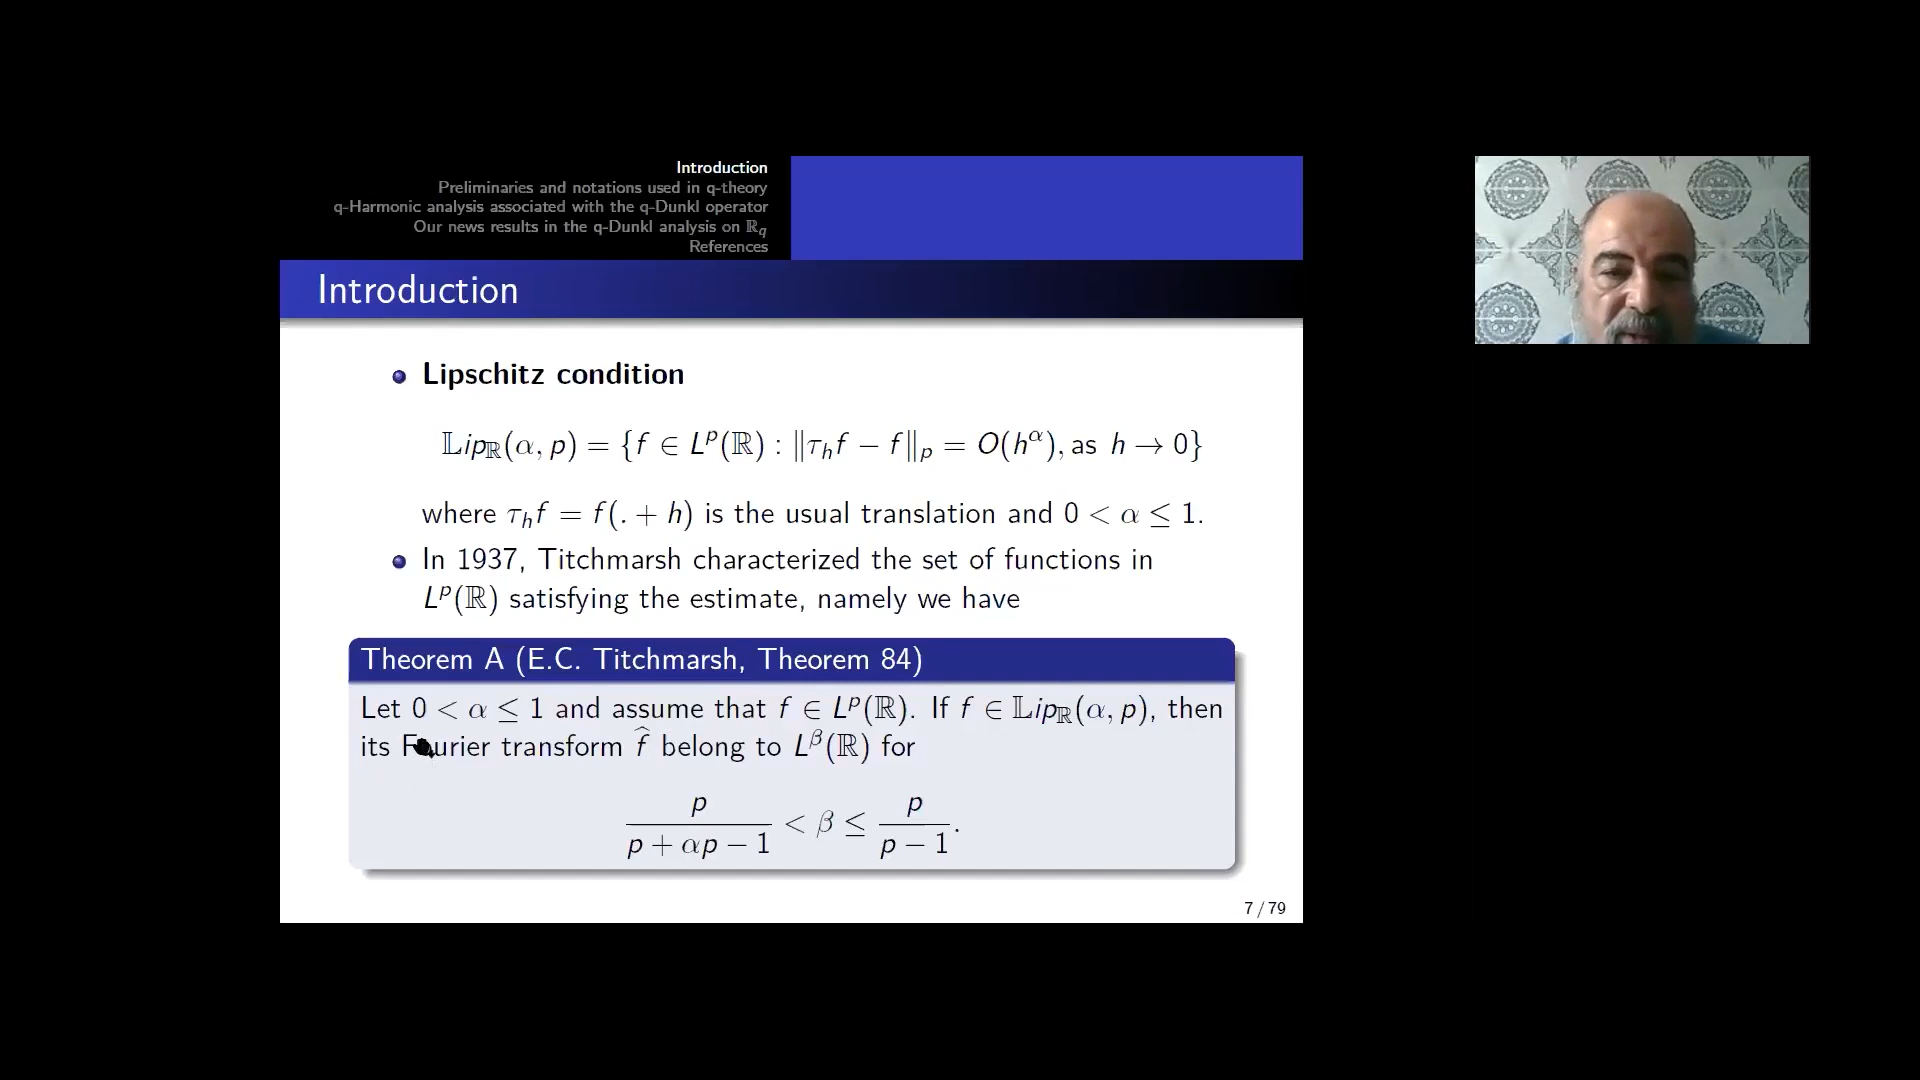 Introduction
Preliminaries and notations used in q-theory
q-Harmonic analysis associated with the q-Dunkl operator
Our news results in the q-Dunkl analysis on ℝ_q
References
Introduction
Lipschitz condition
𝕃ip_ℝ(α, p) = {f ∈ L^p(ℝ) : ‖τ_h f − f‖_p = O(h^α), as h → 0}
where τ_h f = f(. + h) is the usual translation and 0 < α ≤ 1.
In 1937, Titchmarsh characterized the set of functions in
L^p(ℝ) satisfying the estimate, namely we have
Theorem A (E.C. Titchmarsh, Theorem 84)
Let 0 < α ≤ 1 and assume that f ∈ L^p(ℝ). If f ∈ 𝕃ip_ℝ(α, p), then
its Fourier transform f̂ belong to L^β(ℝ) for
p/(p + αp − 1) < β ≤ p/(p − 1).
7 / 79